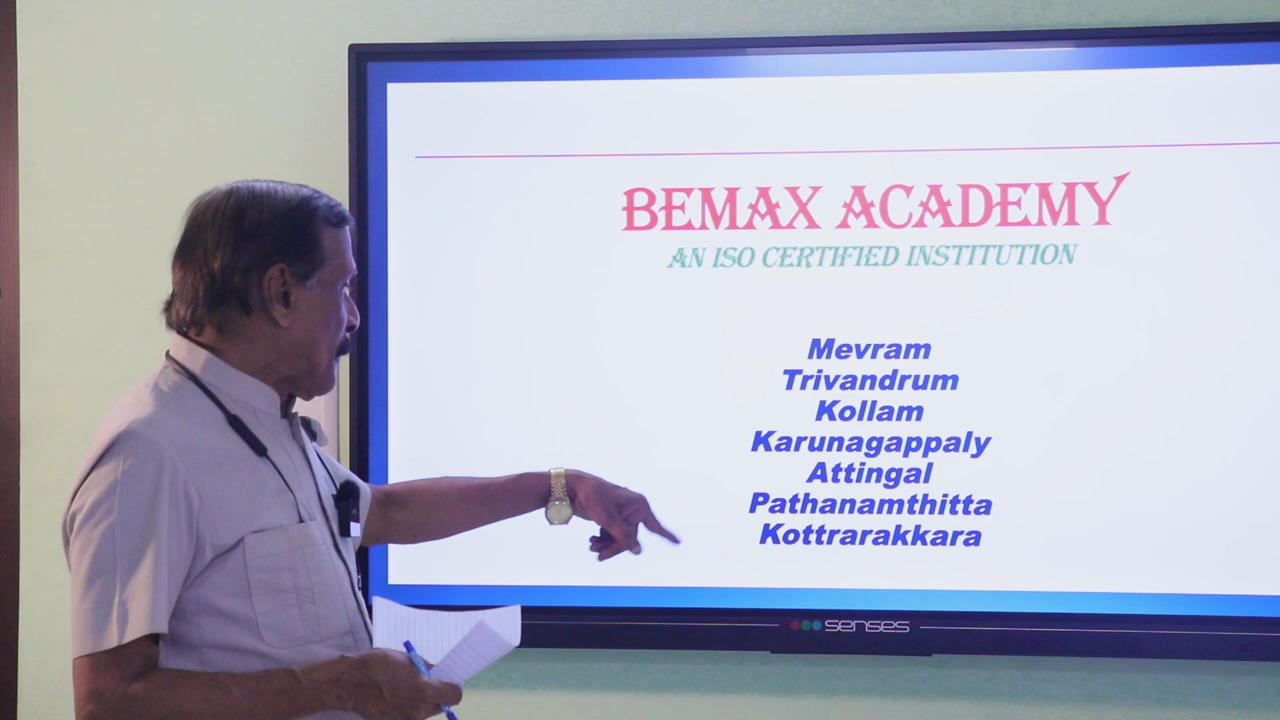 BEMAX ACADEMY
AN ISO CERTIFIED INSTITUTION
Mevram
Trivandrum
Kollam
Karunagappaly
Attingal
Pathanamthitta
Kottrarakkara
senses